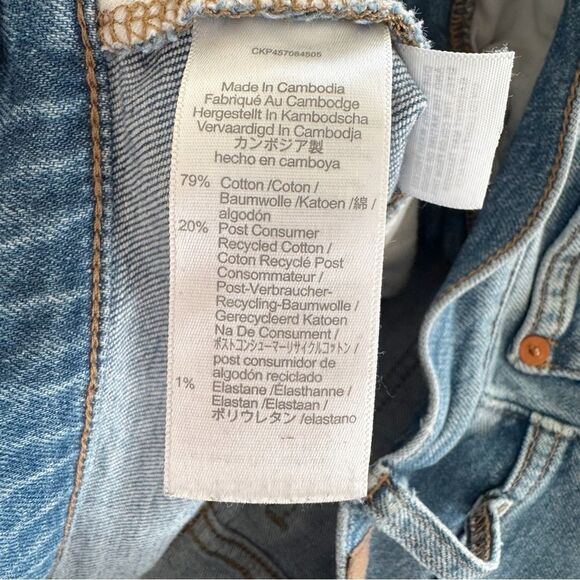 CKP457084505
Made In Cambodia
Fabriqué Au Cambodge
Hergestellt In Kambodscha
Vervaardigd In Cambodja
カンボジア製
hecho en camboya
79% Cotton /Coton /
Baumwolle /Katoen /綿 /
algodón
20% Post Consumer
Recycled Cotton /
Coton Recyclé Post
Consommateur /
Post-Verbraucher-
Recycling-Baumwolle /
Gerecycleerd Katoen
Na De Consument /
ポストコンシューマーリサイクルコットン /
post consumidor de
algodón reciclado
1% Elastane /Elasthanne /
Elastan /Elastaan /
ポリウレタン /elastano